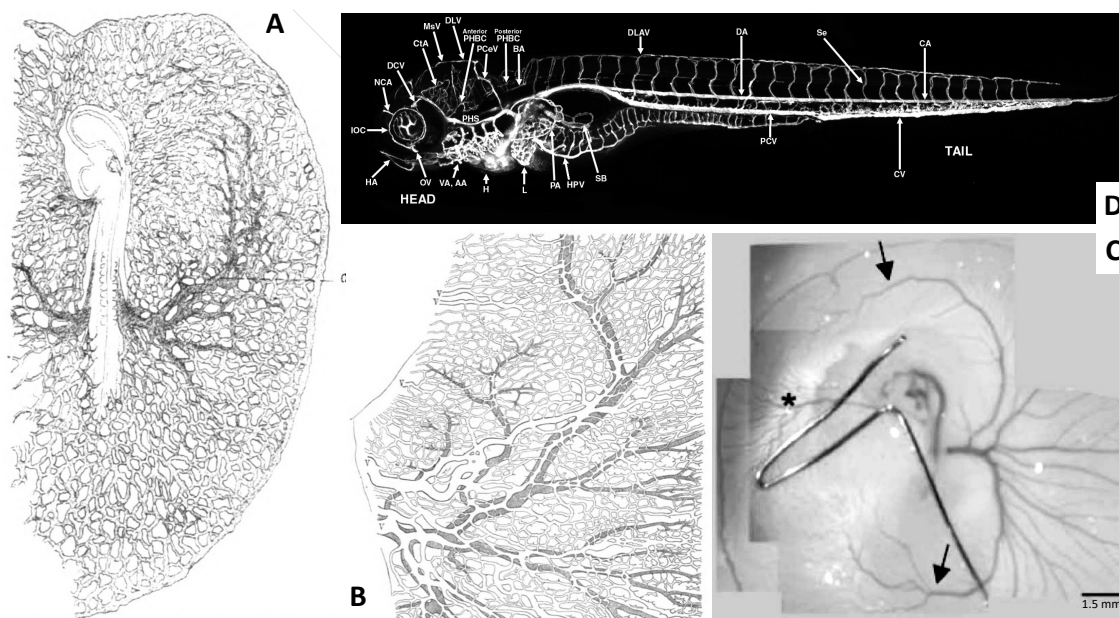 A
MsV
DLV
Anterior
PHBC
Posterior
PHBC
CtA
PCeV
BA
DLAV
DA
Se
CA
DCV
NCA
PHS
IOC
HA
OV
VA, AA
H
L
PA
HPV
SB
PCV
CV
HEAD
TAIL
D
B
V
V
V
V
C
*
1.5 mm